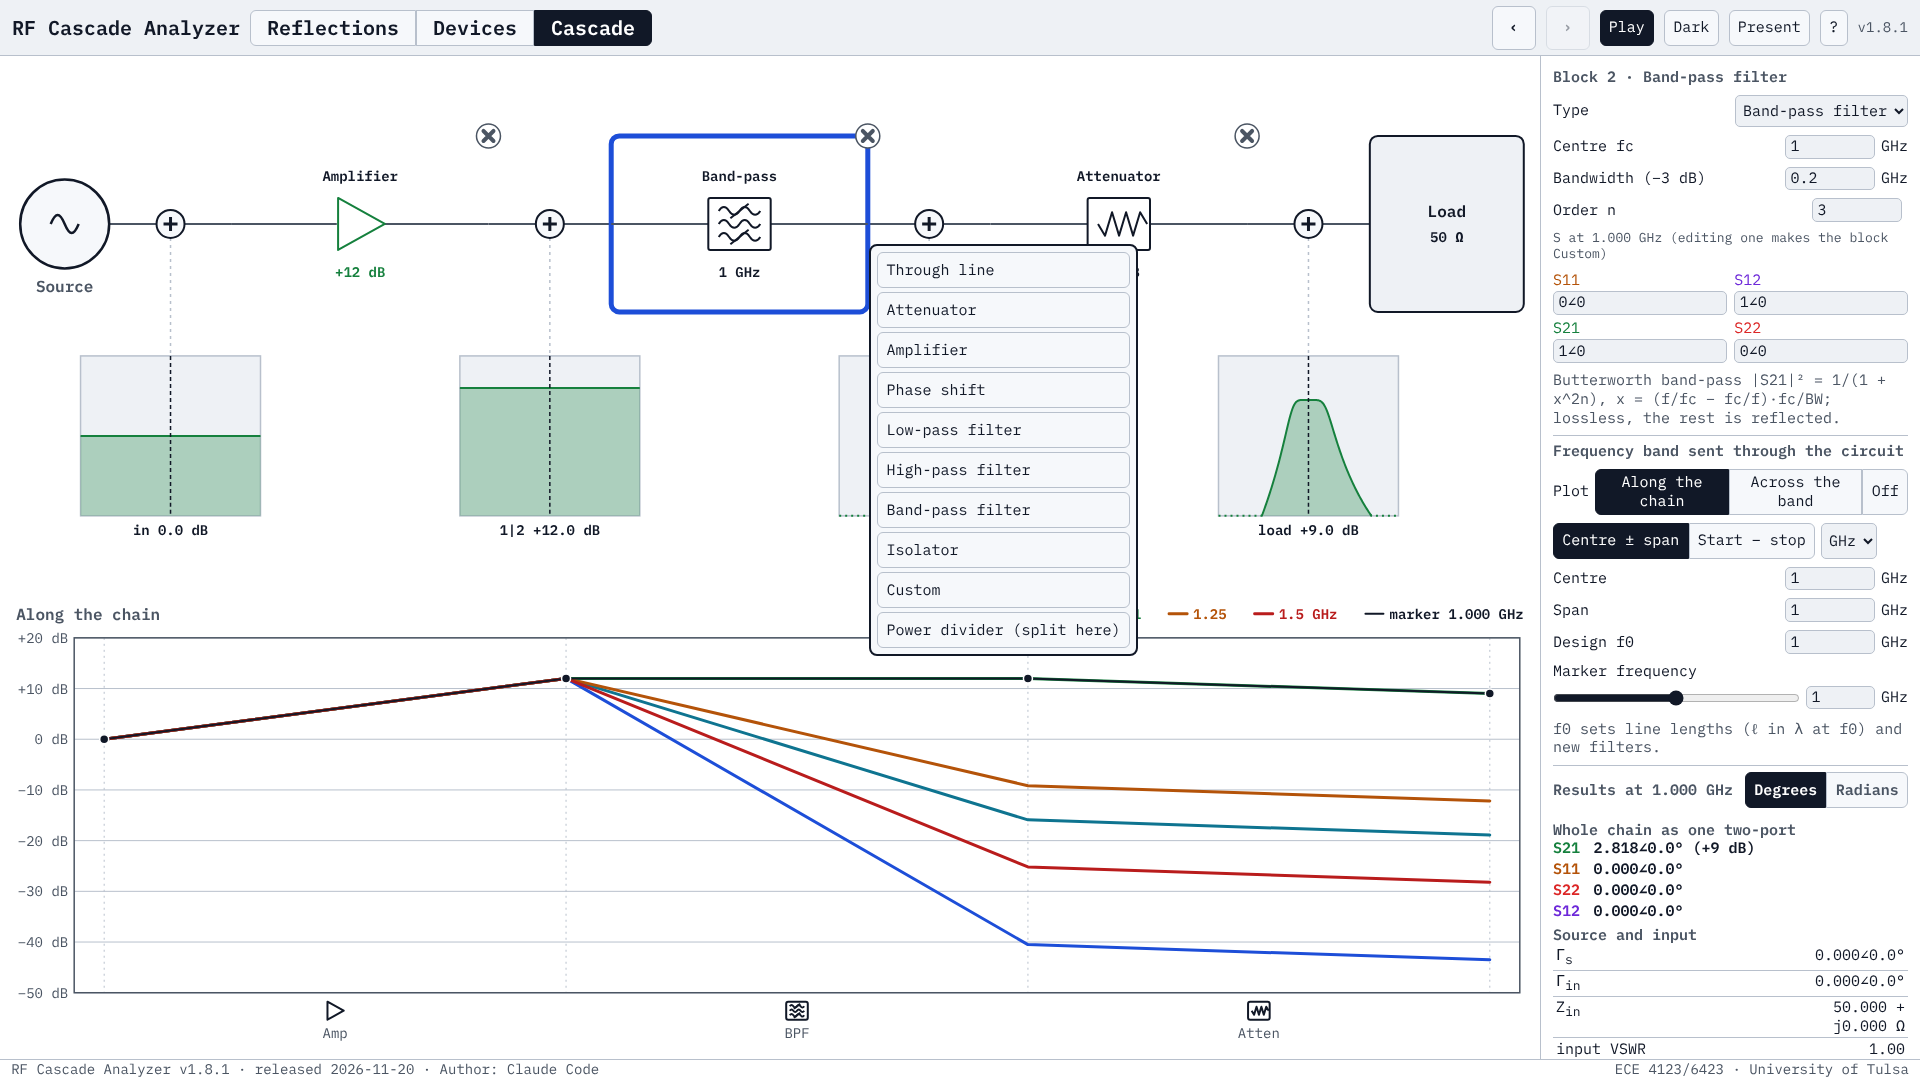 RF Cascade Analyzer Reflections Devices Cascade ‹ › Play Dark Present ? v1.8.1
Amplifier
Band-pass
Attenuator
Source
+12 dB
1 GHz
Load
50 Ω
Through line
Attenuator
Amplifier
Phase shift
Low-pass filter
High-pass filter
Band-pass filter
Isolator
Custom
Power divider (split here)
in 0.0 dB
1|2 +12.0 dB
load +9.0 dB
Along the chain
1.25
1.5 GHz
marker 1.000 GHz
+20 dB
+10 dB
0 dB
−10 dB
−20 dB
−30 dB
−40 dB
−50 dB
Amp
BPF
Atten
Block 2 · Band-pass filter
Type Band-pass filter
Centre fc 1 GHz
Bandwidth (−3 dB) 0.2 GHz
Order n 3
S at 1.000 GHz (editing one makes the block
Custom)
S11 S12
0∠0 1∠0
S21 S22
1∠0 0∠0
Butterworth band-pass |S21|² = 1/(1 +
x^2n), x = (f/fc − fc/f)·fc/BW;
lossless, the rest is reflected.
Frequency band sent through the circuit
Plot Along the chain Across the band Off
Centre ± span Start − stop GHz
Centre 1 GHz
Span 1 GHz
Design f0 1 GHz
Marker frequency
1 GHz
f0 sets line lengths (ℓ in λ at f0) and
new filters.
Results at 1.000 GHz Degrees Radians
Whole chain as one two-port
S21 2.818∠0.0° (+9 dB)
S11 0.000∠0.0°
S22 0.000∠0.0°
S12 0.000∠0.0°
Source and input
Γs 0.000∠0.0°
Γin 0.000∠0.0°
Zin 50.000 +
j0.000 Ω
input VSWR 1.00
RF Cascade Analyzer v1.8.1 · released 2026-11-20 · Author: Claude Code
ECE 4123/6423 · University of Tulsa